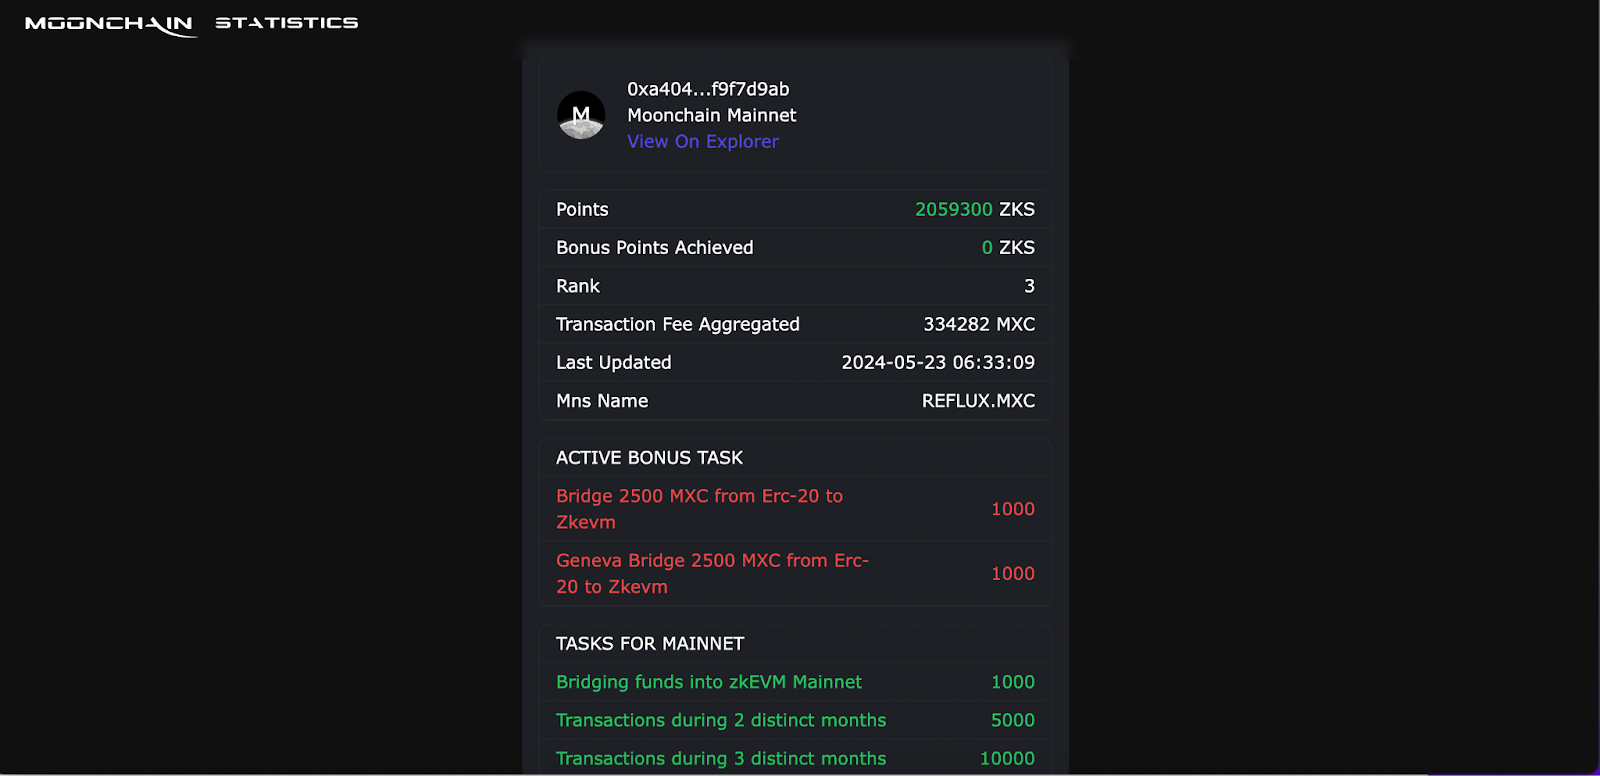 MOONCHAIN STATISTICS
M
0xa404...f9f7d9ab
Moonchain Mainnet
View On Explorer
Points 2059300 ZKS
Bonus Points Achieved 0 ZKS
Rank 3
Transaction Fee Aggregated 334282 MXC
Last Updated 2024-05-23 06:33:09
Mns Name REFLUX.MXC
ACTIVE BONUS TASK
Bridge 2500 MXC from Erc-20 to
Zkevm 1000
Geneva Bridge 2500 MXC from Erc-
20 to Zkevm 1000
TASKS FOR MAINNET
Bridging funds into zkEVM Mainnet 1000
Transactions during 2 distinct months 5000
Transactions during 3 distinct months 10000